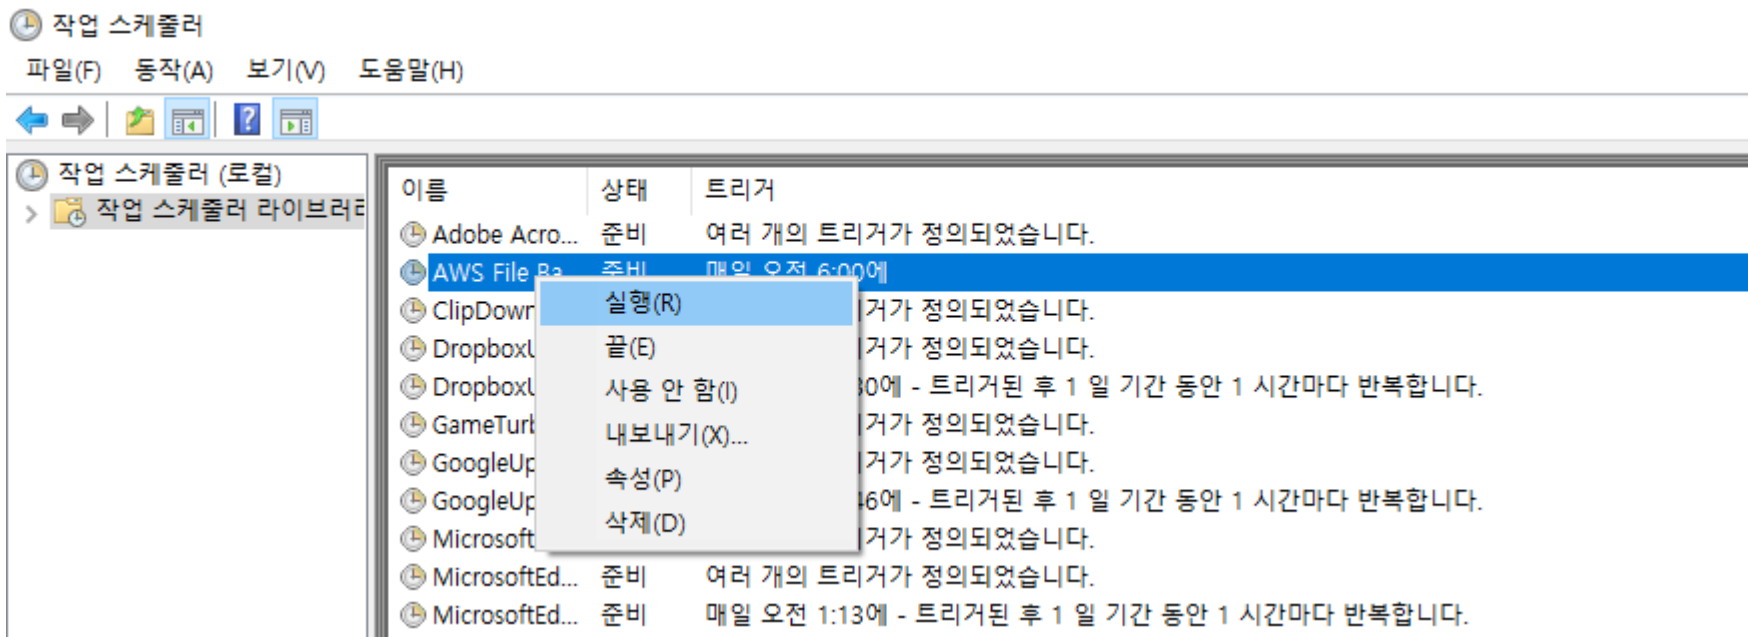 작업 스케줄러
파일(F) 동작(A) 보기(V) 도움말(H)
작업 스케줄러 (로컬)
작업 스케줄러 라이브러리
이름 상태 트리거
Adobe Acro... 준비 여러 개의 트리거가 정의되었습니다.
AWS File Ba 준비 매일 오전 6:00에
실행(R)
끝(E)
사용 안 함(I)
내보내기(X)...
속성(P)
삭제(D)
ClipDown 거가 정의되었습니다.
Dropbox 거가 정의되었습니다.
Dropbox 0에 - 트리거된 후 1 일 기간 동안 1 시간마다 반복합니다.
GameTur 거가 정의되었습니다.
GoogleUp 거가 정의되었습니다.
GoogleUp 6에 - 트리거된 후 1 일 기간 동안 1 시간마다 반복합니다.
Microsoft 거가 정의되었습니다.
MicrosoftEd... 준비 여러 개의 트리거가 정의되었습니다.
MicrosoftEd... 준비 매일 오전 1:13에 - 트리거된 후 1 일 기간 동안 1 시간마다 반복합니다.